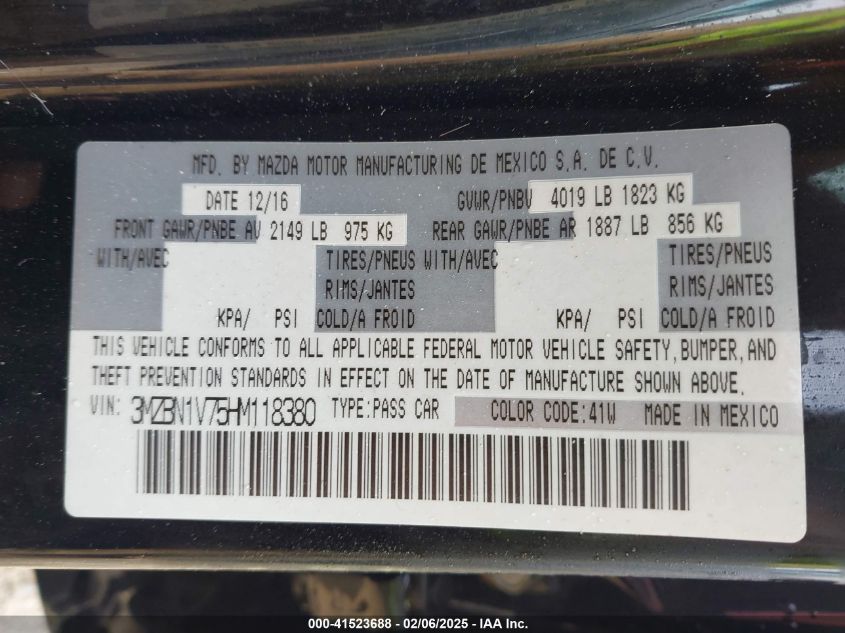 MFD. BY MAZDA MOTOR MANUFACTURING DE MEXICO S.A. DE C.V.
DATE 12/16 GVWR/PNBV 4019 LB 1823 KG
FRONT GAWR/PNBE AV 2149 LB 975 KG REAR GAWR/PNBE AR 1887 LB 856 KG
WITH/AVEC TIRES/PNEUS WITH/AVEC TIRES/PNEUS
RIMS/JANTES RIMS/JANTES
KPA/ PSI COLD/A FROID KPA/ PSI COLD/A FROID
THIS VEHICLE CONFORMS TO ALL APPLICABLE FEDERAL MOTOR VEHICLE SAFETY, BUMPER, AND
THEFT PREVENTION STANDARDS IN EFFECT ON THE DATE OF MANUFACTURE SHOWN ABOVE.
VIN: 3MZBN1V75HM118380 TYPE:PASS CAR COLOR CODE:41W MADE IN MEXICO
000-41523688 - 02/06/2025 - IAAI.COM